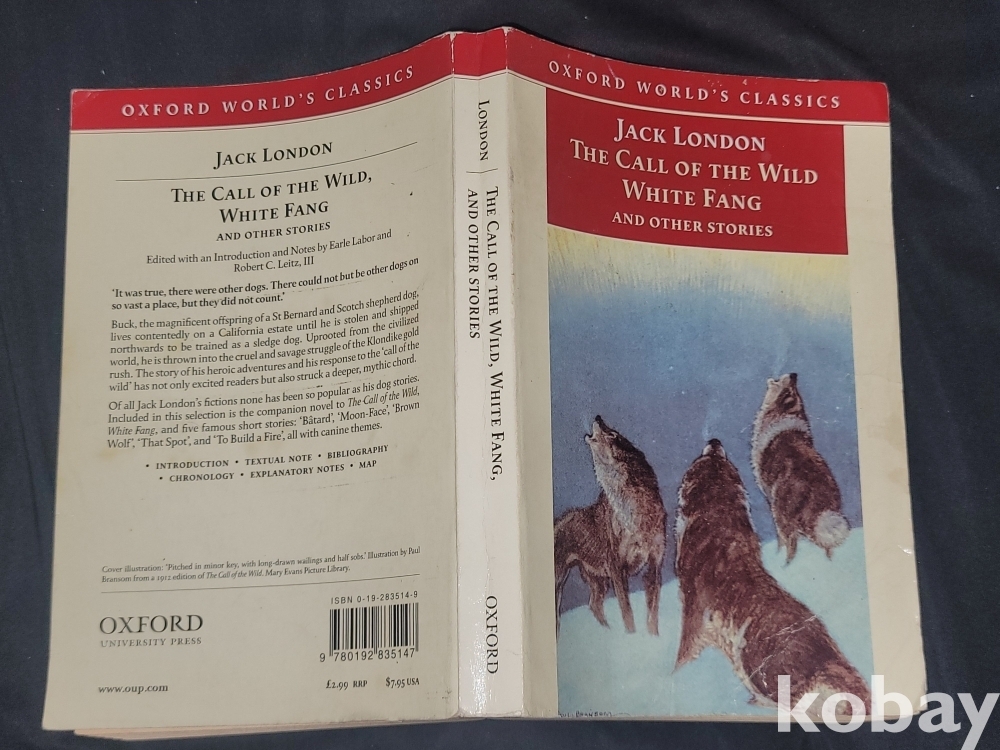 OXFORD WORLD'S CLASSICS
JACK LONDON
THE CALL OF THE WILD,
WHITE FANG
AND OTHER STORIES
Edited with an Introduction and Notes by Earle Labor and
Robert C. Leitz, III
'It was true, there were other dogs. There could not but be other dogs on
so vast a place, but they did not count.'
Buck, the magnificent offspring of a St Bernard and Scotch shepherd dog,
lives contentedly on a California estate until he is stolen and shipped
northwards to be trained as a sledge dog. Uprooted from the civilized
world, he is thrown into the cruel and savage struggle of the Klondike gold
rush. The story of his heroic adventures and his response to the 'call of the
wild' has not only excited readers but also struck a deeper, mythic chord.
Of all Jack London's fictions none has been so popular as his dog stories.
Included in this selection is the companion novel to The Call of the Wild,
White Fang, and five famous short stories: 'Bâtard', 'Moon-Face', 'Brown
Wolf', 'That Spot', and 'To Build a Fire', all with canine themes.
• INTRODUCTION • TEXTUAL NOTE • BIBLIOGRAPHY
• CHRONOLOGY • EXPLANATORY NOTES • MAP
Cover illustration: 'Pitched in minor key, with long-drawn wailings and half sobs.' Illustration by Paul
Bransom from a 1912 edition of The Call of the Wild. Mary Evans Picture Library.
OXFORD
UNIVERSITY PRESS
www.oup.com
ISBN 0-19-283514-9
9 780192 835147
£2.99 RRP $7.95 USA
LONDON
THE CALL OF THE WILD, WHITE FANG,
AND OTHER STORIES
OXFORD
OXFORD WORLD'S CLASSICS
JACK LONDON
THE CALL OF THE WILD
WHITE FANG
AND OTHER STORIES
kobay